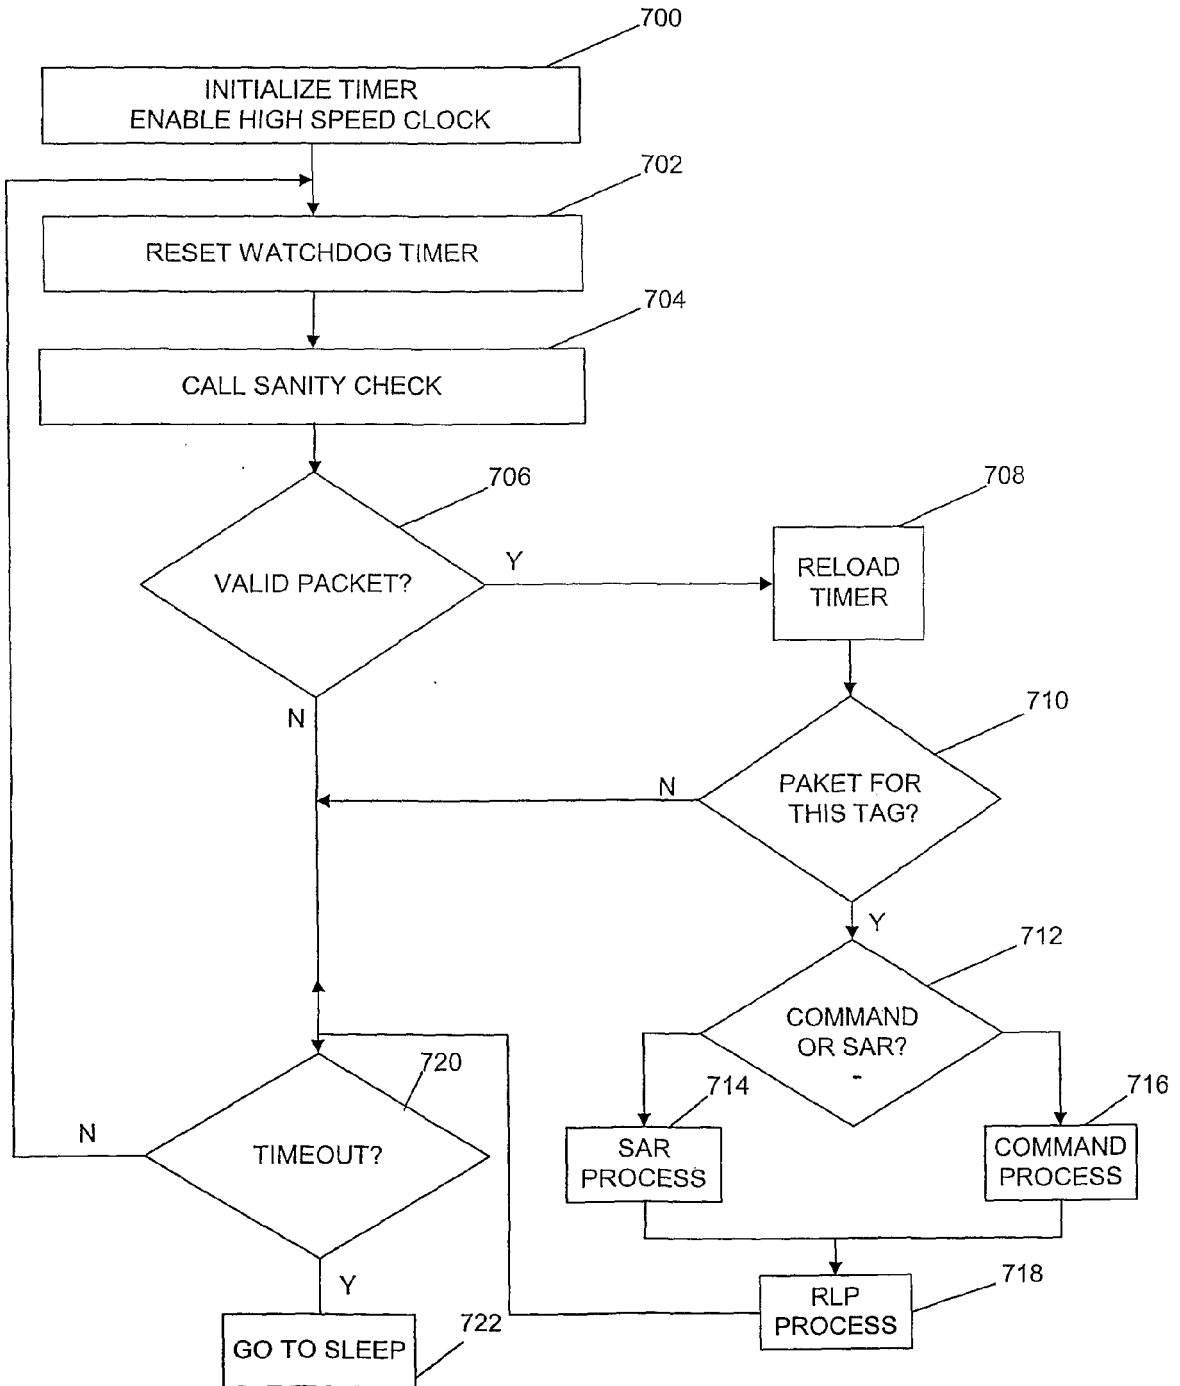 700
INITIALIZE TIMER
ENABLE HIGH SPEED CLOCK
702
RESET WATCHDOG TIMER
704
CALL SANITY CHECK
706
VALID PACKET?
Y
N
708
RELOAD
TIMER
710
PAKET FOR
THIS TAG?
N
Y
712
COMMAND
OR SAR?
714
SAR
PROCESS
716
COMMAND
PROCESS
718
RLP
PROCESS
720
TIMEOUT?
N
Y
722
GO TO SLEEP